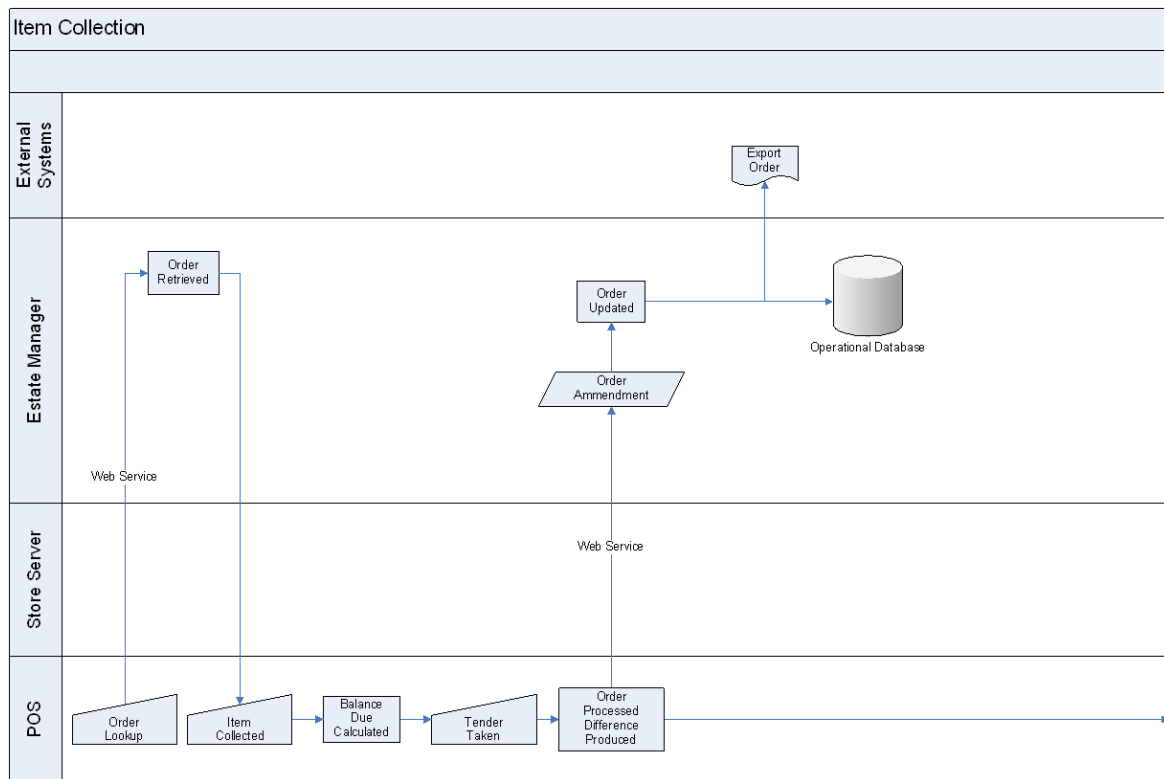 Item Collection
External
Systems
Export
Order
Estate Manager
Order
Retrieved
Order
Updated
Operational Database
Order
Ammendment
Web Service
Store Server
Web Service
POS
Order
Lookup
Item
Collected
Balance
Due
Calculated
Tender
Taken
Order
Processed
Difference
Produced